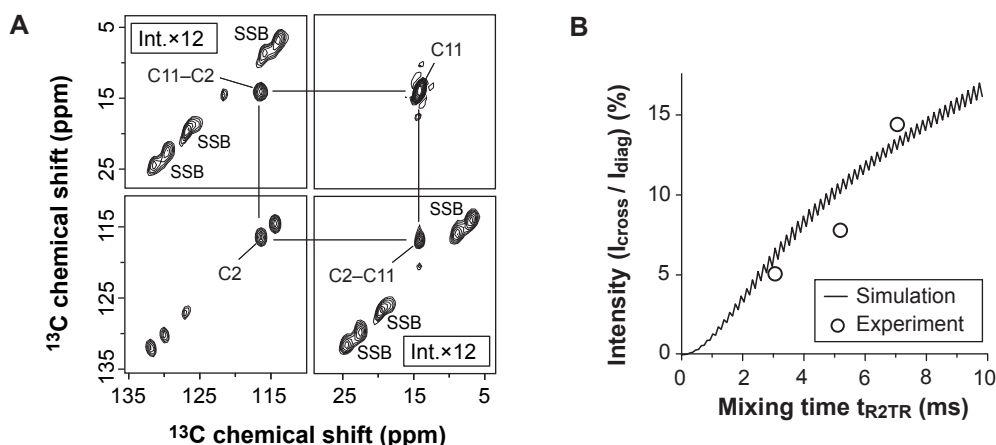 A
Int.×12
SSB
C11–C2
C11
SSB
SSB
5
15
25
13C chemical shift (ppm)
C2
SSB
C2–C11
SSB
SSB
Int.×12
115
125
135
135 125 115 25 15 5
13C chemical shift (ppm)
B
Intensity (Icross / Idiag) (%)
15
10
5
0
Simulation
Experiment
0 2 4 6 8 10
Mixing time tR2TR (ms)